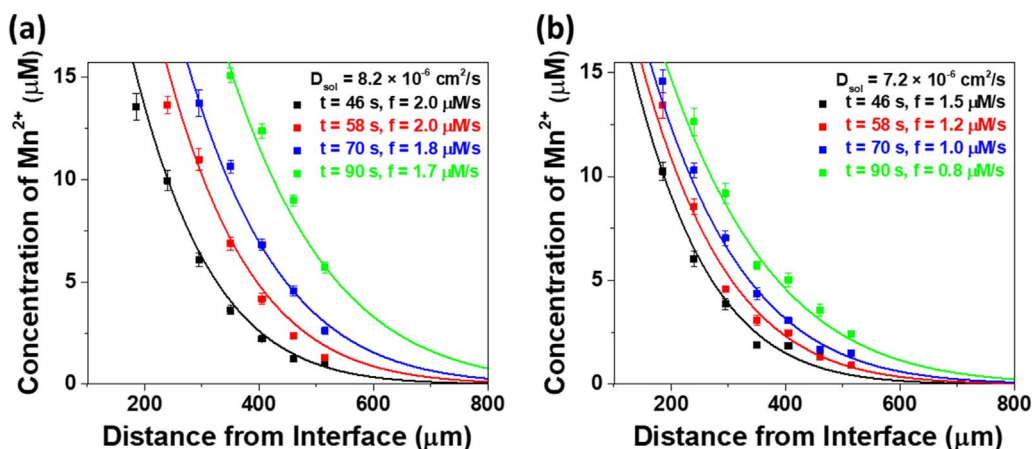 (a)
Concentration of Mn²⁺ (μM)
15
10
5
0
D_sol = 8.2 × 10⁻⁶ cm²/s
t = 46 s, f = 2.0 μM/s
t = 58 s, f = 2.0 μM/s
t = 70 s, f = 1.8 μM/s
t = 90 s, f = 1.7 μM/s
200 400 600 800
Distance from Interface (μm)
(b)
Concentration of Mn²⁺ (μM)
15
10
5
0
D_sol = 7.2 × 10⁻⁶ cm²/s
t = 46 s, f = 1.5 μM/s
t = 58 s, f = 1.2 μM/s
t = 70 s, f = 1.0 μM/s
t = 90 s, f = 0.8 μM/s
200 400 600 800
Distance from Interface (μm)